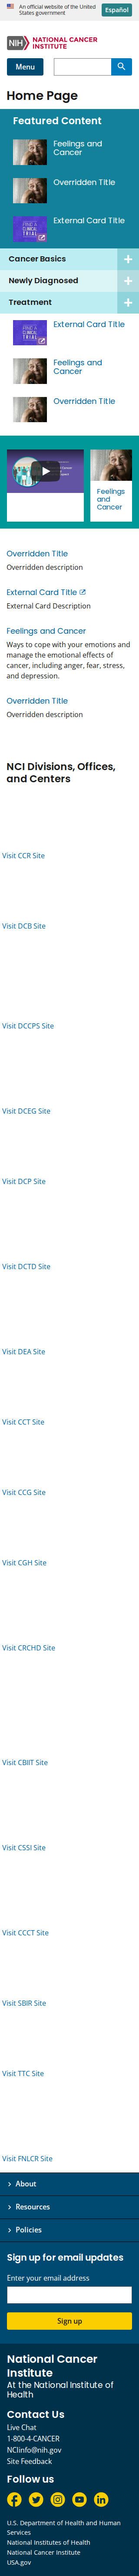 An official website of the United
States government
Español
NIH NATIONAL CANCER
INSTITUTE
Menu
Home Page
Featured Content
Feelings and
Cancer
Overridden Title
External Card Title
Cancer Basics
Newly Diagnosed
Treatment
External Card Title
Feelings and
Cancer
Overridden Title
Feelings
and
Cancer
Overridden Title
Overridden description
External Card Title
External Card Description
Feelings and Cancer
Ways to cope with your emotions and
manage the emotional effects of
cancer, including anger, fear, stress,
and depression.
Overridden Title
Overridden description
NCI Divisions, Offices,
and Centers
Visit CCR Site
Visit DCB Site
Visit DCCPS Site
Visit DCEG Site
Visit DCP Site
Visit DCTD Site
Visit DEA Site
Visit CCT Site
Visit CCG Site
Visit CGH Site
Visit CRCHD Site
Visit CBIIT Site
Visit CSSI Site
Visit CCCT Site
Visit SBIR Site
Visit TTC Site
Visit FNLCR Site
About
Resources
Policies
Sign up for email updates
Enter your email address
Sign up
National Cancer
Institute
At the National Institute of
Health
Contact Us
Live Chat
1-800-4-CANCER
NCIinfo@nih.gov
Site Feedback
Follow us
U.S. Department of Health and Human
Services
National Institutes of Health
National Cancer Institute
USA.gov